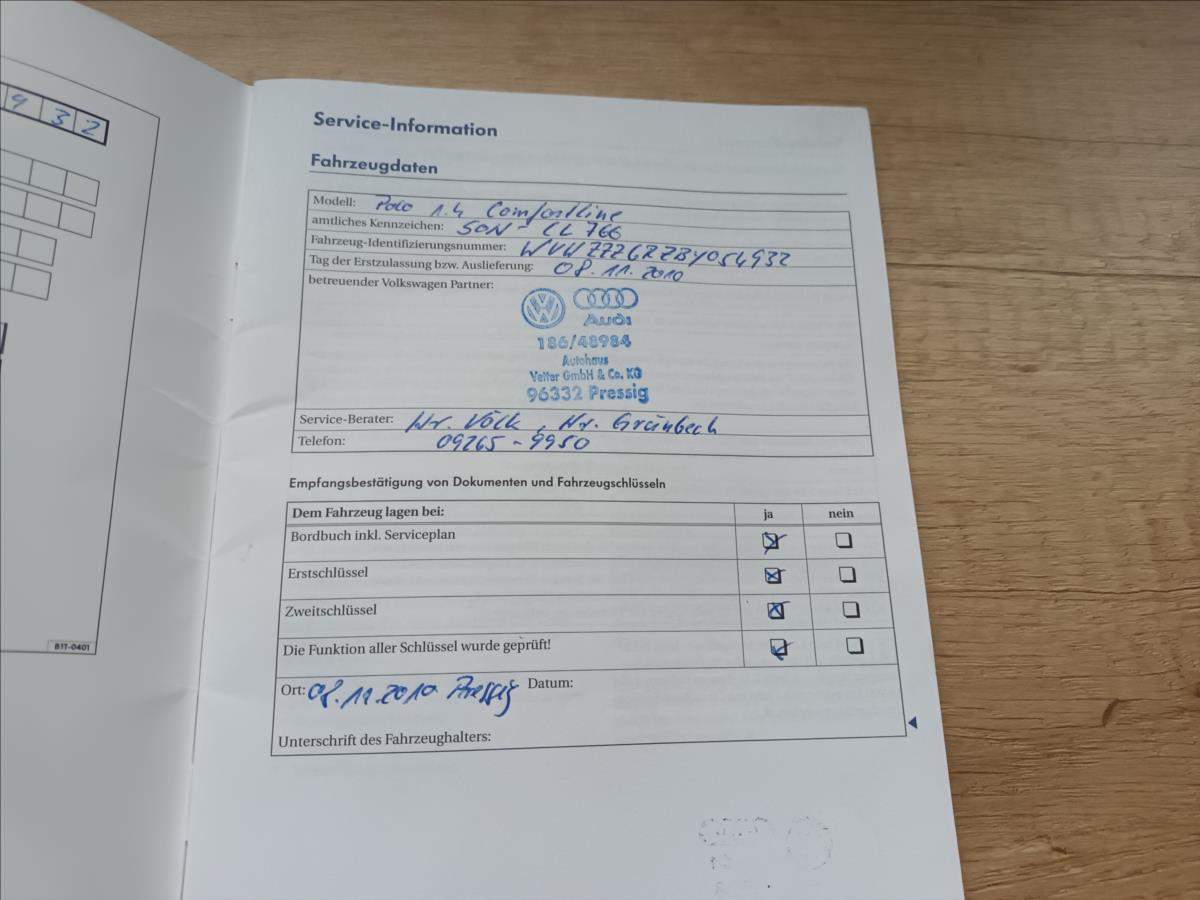 932
Service-Information
Fahrzeugdaten
Modell: Polo 1.4 Comfortline
amtliches Kennzeichen: SON-CL 766
Fahrzeug-Identifizierungsnummer: WVWZZZ6RZBY054932
Tag der Erstzulassung bzw. Auslieferung: 08.11.2010
betreuender Volkswagen Partner:
Audi
186/48984
Autohaus
Vetter GmbH & Co. KG
96332 Pressig
Service-Berater: Hr. Völk, Hr. Grünbeck
Telefon: 09265-9950
Empfangsbestätigung von Dokumenten und Fahrzeugschlüsseln
Dem Fahrzeug lagen bei: ja nein
Bordbuch inkl. Serviceplan
Erstschlüssel
Zweitschlüssel
Die Funktion aller Schlüssel wurde geprüft!
Ort: 08.11.2010 Pressig Datum:
Unterschrift des Fahrzeughalters:
B1T-0401